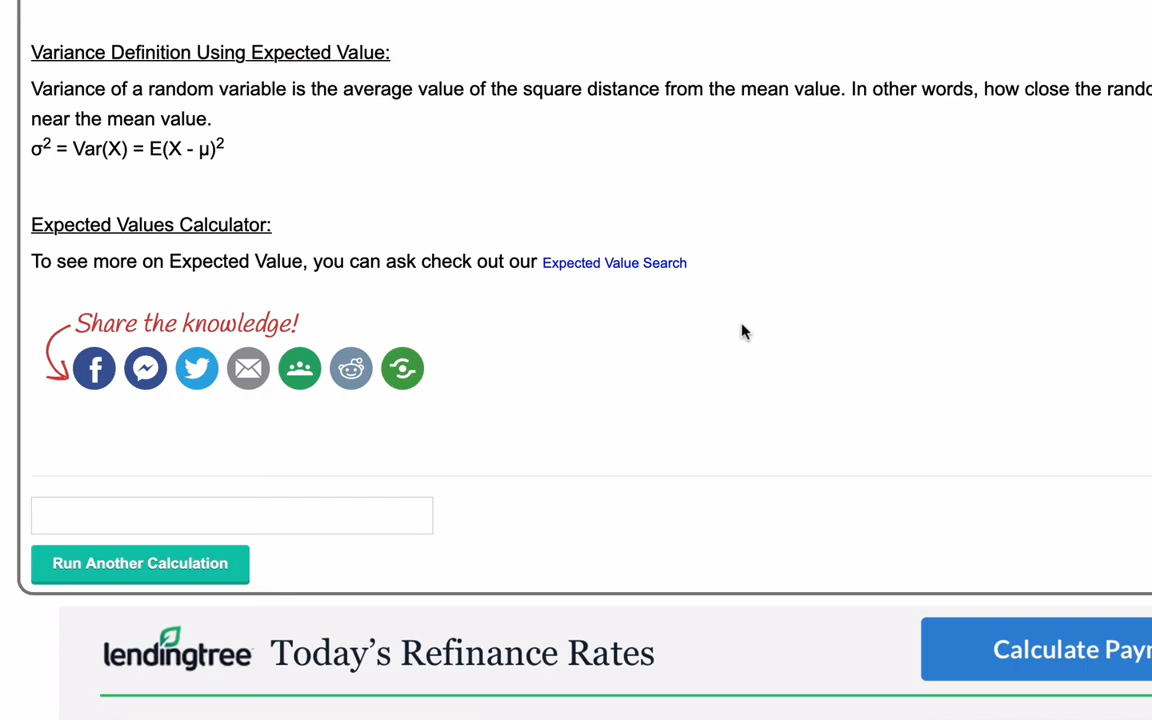 Variance Definition Using Expected Value:
Variance of a random variable is the average value of the square distance from the mean value. In other words, how close the rando
near the mean value.
σ² = Var(X) = E(X - μ)²
Expected Values Calculator:
To see more on Expected Value, you can ask check out our Expected Value Search
Share the knowledge!
Run Another Calculation
lendingtree Today’s Refinance Rates
Calculate Paym